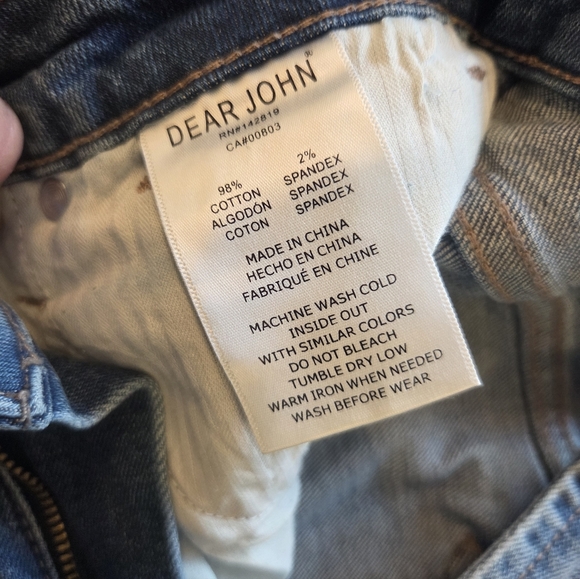 DEAR JOHN®
RN#142819
CA#00803
98% 2%
COTTON SPANDEX
ALGODÓN SPANDEX
COTON SPANDEX
MADE IN CHINA
HECHO EN CHINA
FABRIQUÉ EN CHINE
MACHINE WASH COLD
INSIDE OUT
WITH SIMILAR COLORS
DO NOT BLEACH
TUMBLE DRY LOW
WARM IRON WHEN NEEDED
WASH BEFORE WEAR